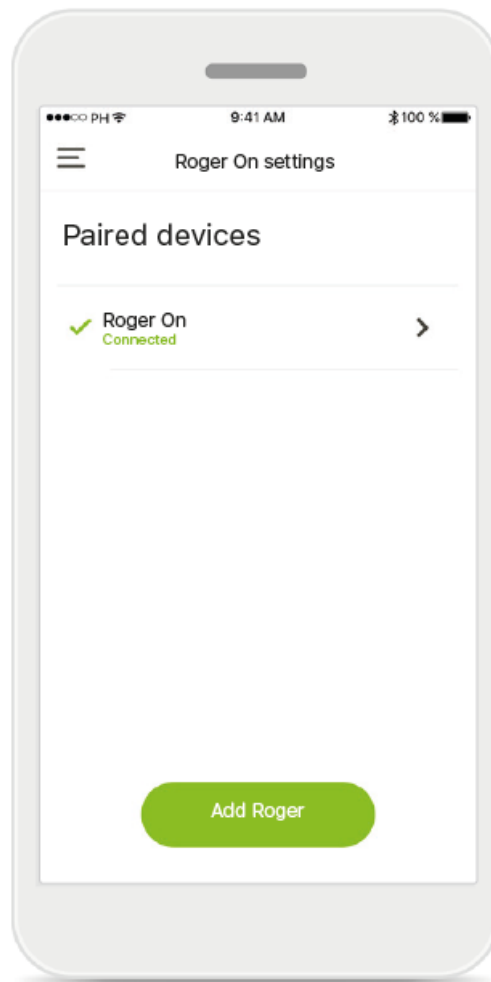 PH 9:41 AM 100 %
Roger On settings
Paired devices
Roger On
Connected
Add Roger